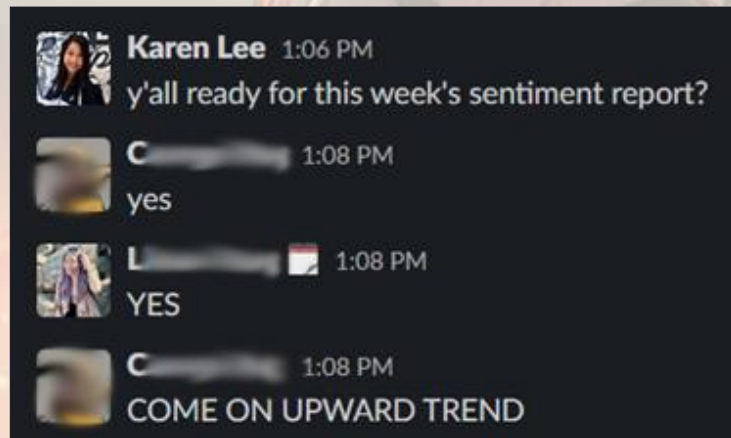 Karen Lee 1:06 PM
y'all ready for this week's sentiment report?
C 1:08 PM
yes
L 1:08 PM
YES
C 1:08 PM
COME ON UPWARD TREND